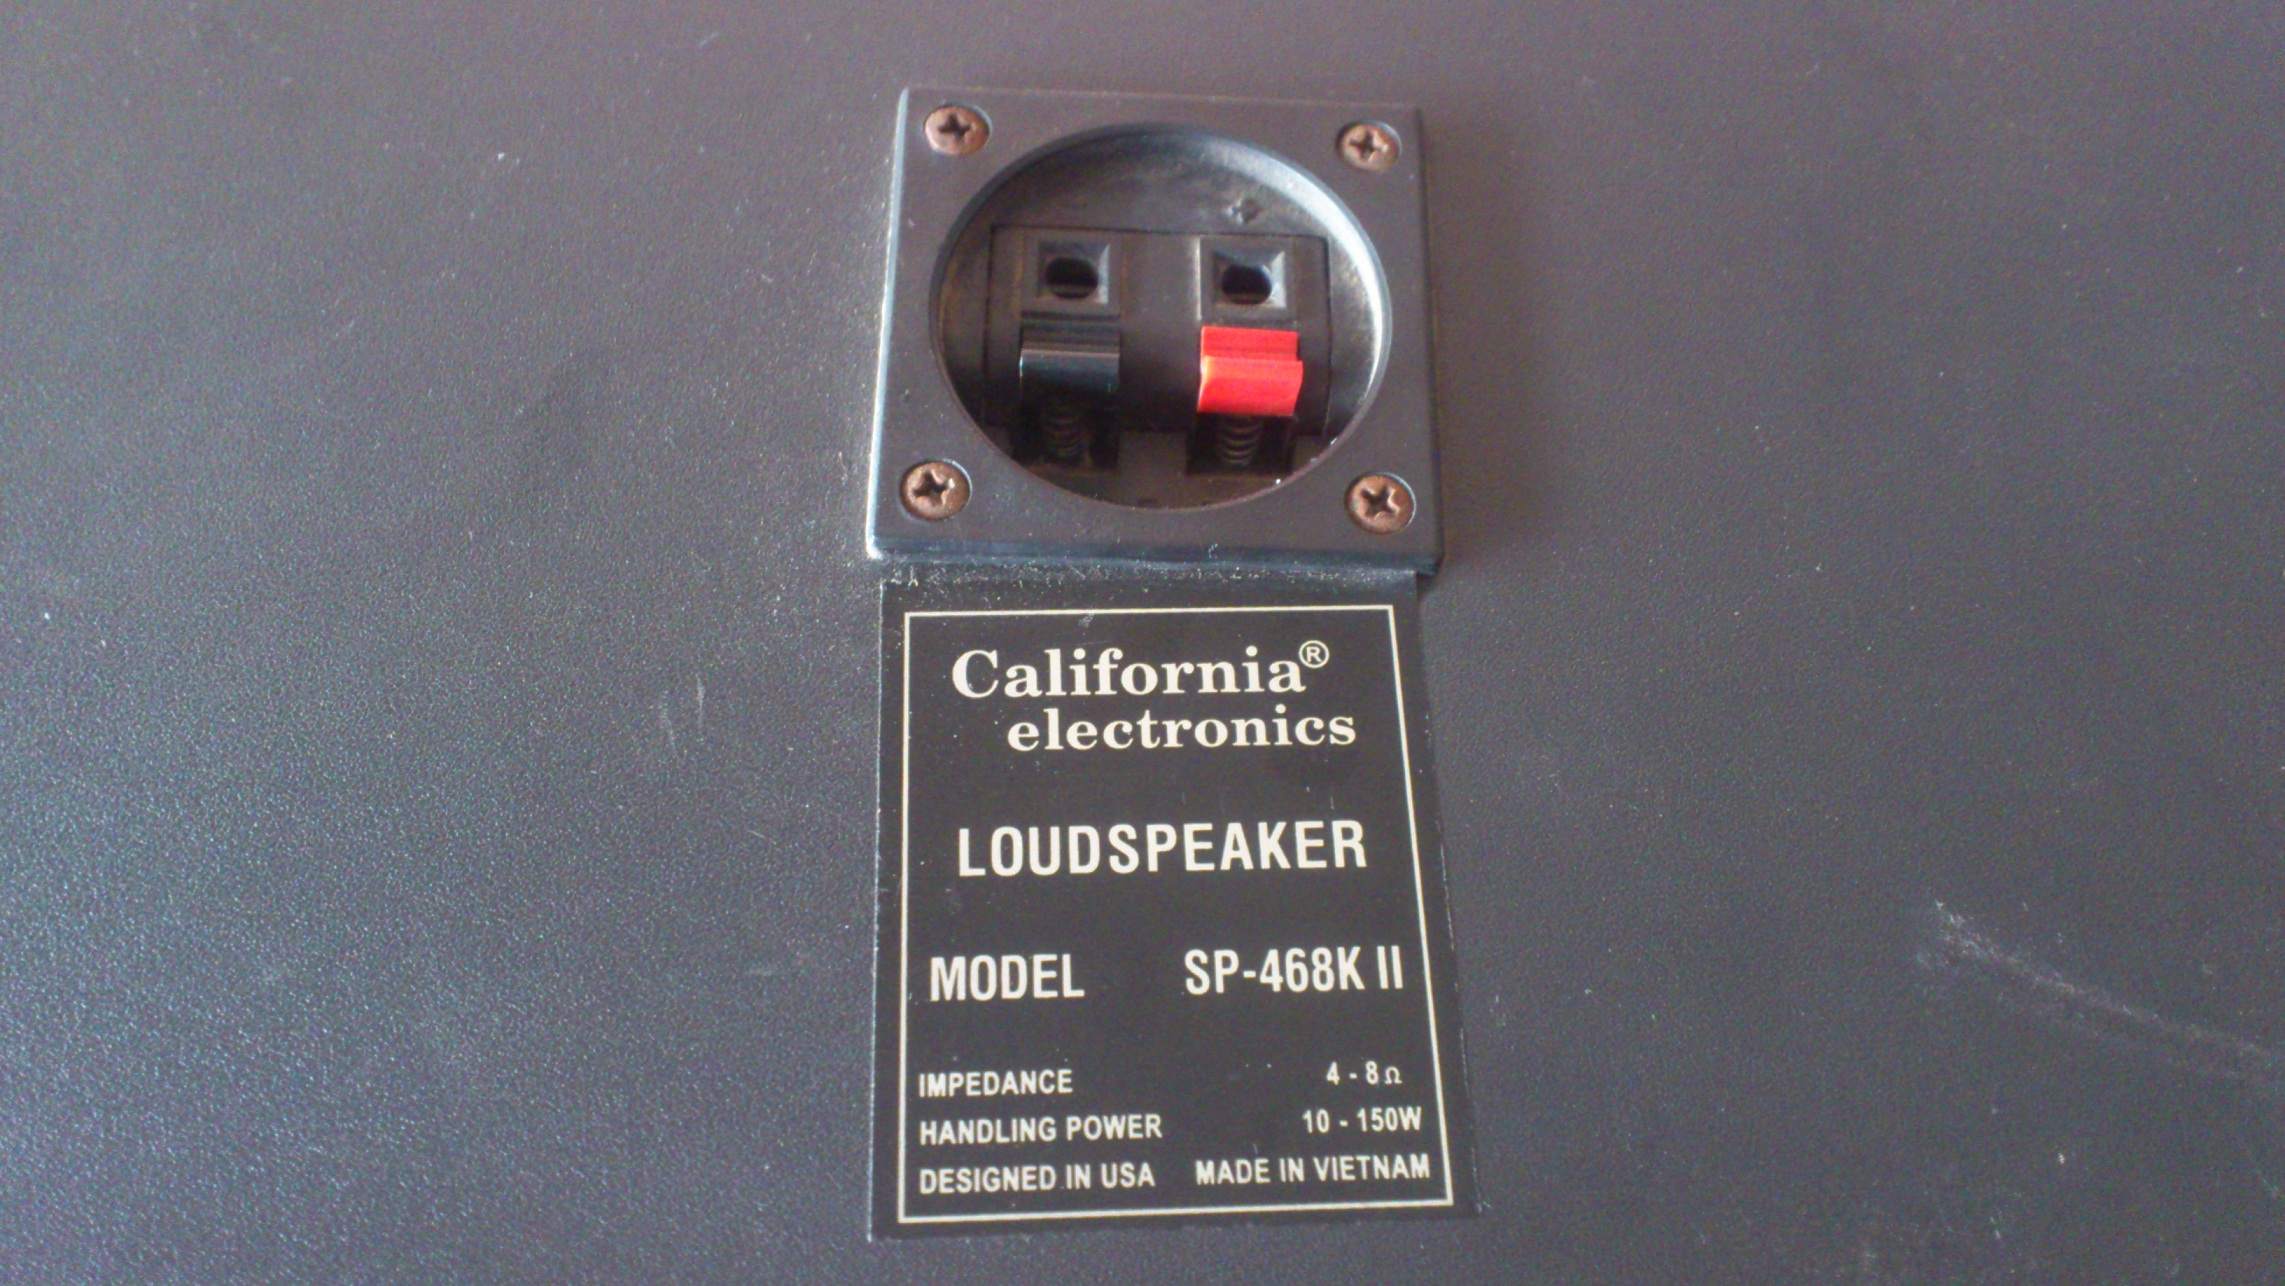 California®
electronics
LOUDSPEAKER
MODEL SP-468K II
IMPEDANCE 4 - 8Ω
HANDLING POWER 10 - 150W
DESIGNED IN USA MADE IN VIETNAM